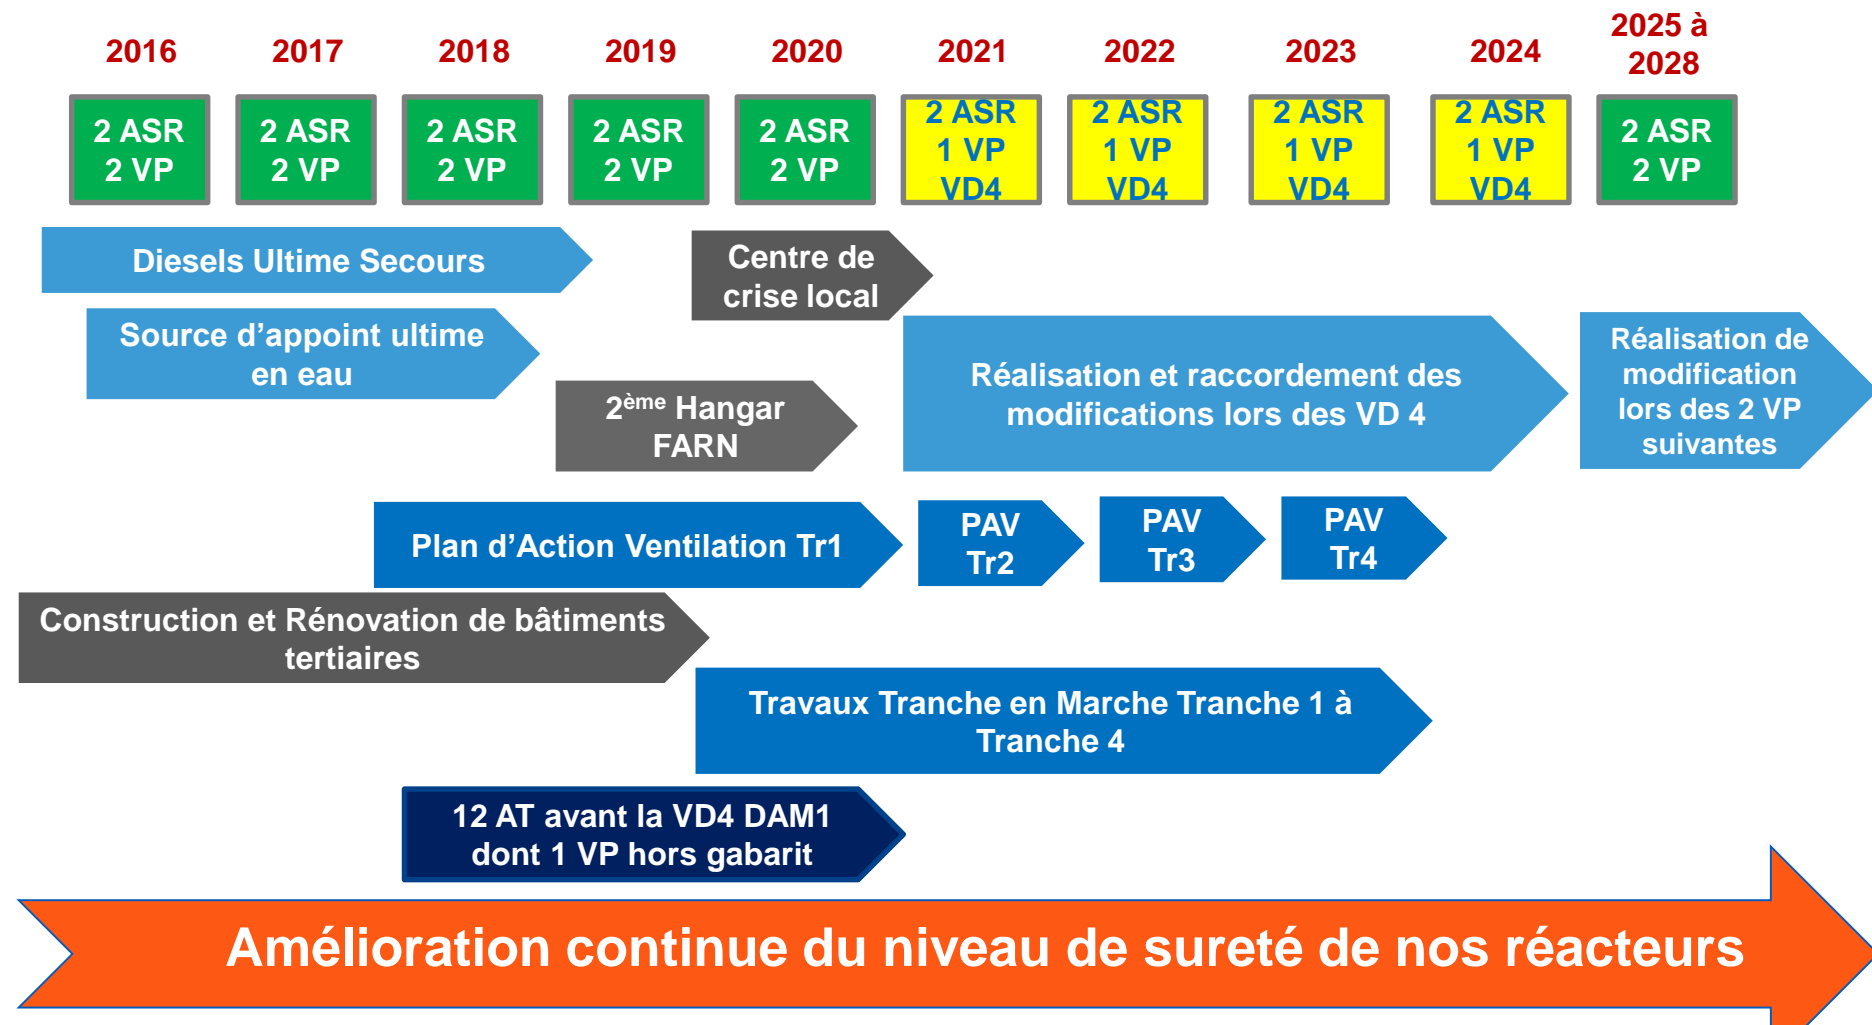 2016
2017
2018
2019
2020
2021
2022
2023
2024
2025 à
2028
2 ASR
2 VP
2 ASR
2 VP
2 ASR
2 VP
2 ASR
2 VP
2 ASR
2 VP
2 ASR
1 VP
VD4
2 ASR
1 VP
VD4
2 ASR
1 VP
VD4
2 ASR
1 VP
VD4
2 ASR
2 VP
Diesels Ultime Secours
Centre de
crise local
Source d’appoint ultime
en eau
2ème Hangar
FARN
Réalisation et raccordement des
modifications lors des VD 4
Réalisation de
modification
lors des 2 VP
suivantes
Plan d’Action Ventilation Tr1
PAV
Tr2
PAV
Tr3
PAV
Tr4
Construction et Rénovation de bâtiments
tertiaires
Travaux Tranche en Marche Tranche 1 à
Tranche 4
12 AT avant la VD4 DAM1
dont 1 VP hors gabarit
Amélioration continue du niveau de sureté de nos réacteurs